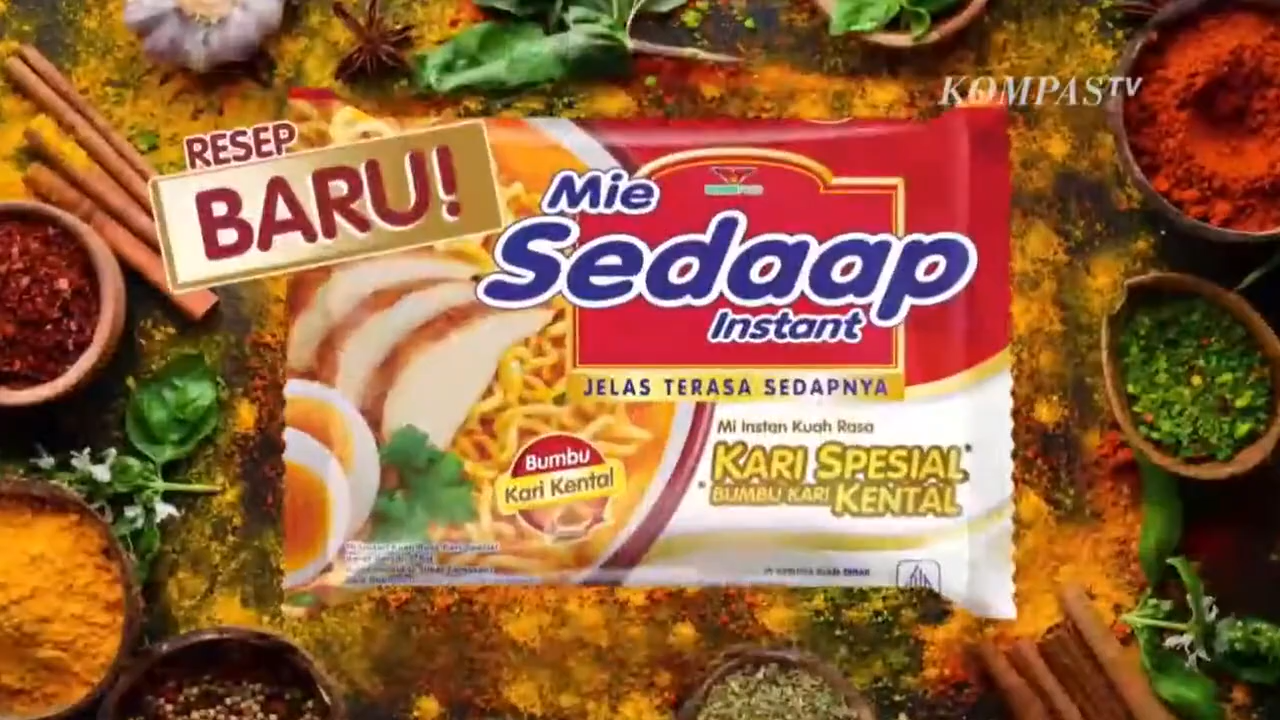 KOMPASTV
RESEP
BARU!
Mie
Sedaap
Instant
JELAS TERASA SEDAPNYA
Mi Instan Kuah Rasa
KARI SPESIAL
BUMBU KARI KENTAL
Bumbu
Kari Kental